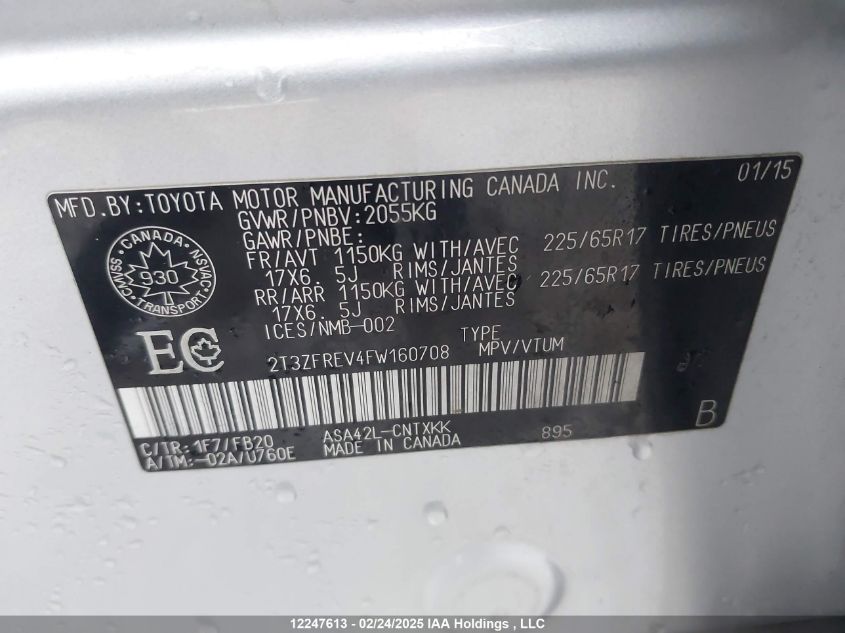 MFD.BY:TOYOTA MOTOR MANUFACTURING CANADA INC. 01/15
GVWR/PNBV:2055KG
GAWR/PNBE:
FR/AVT 1150KG WITH/AVEC 225/65R17 TIRES/PNEUS
17X6.5J RIMS/JANTES
RR/ARR 1150KG WITH/AVEC 225/65R17 TIRES/PNEUS
17X6.5J RIMS/JANTES
ICES/NMB-002
CANADA
CMVSS 930 NSVAC
TRANSPORT
EC
2T3ZFREV4FW160708
TYPE
MPV/VTUM
C/TR: 1F7/FB20 ASA42L-CNTXKK 895 B
A/TM:-02A/U760E MADE IN CANADA
12247613 - 02/24/2025 IAA Holdings , LLC